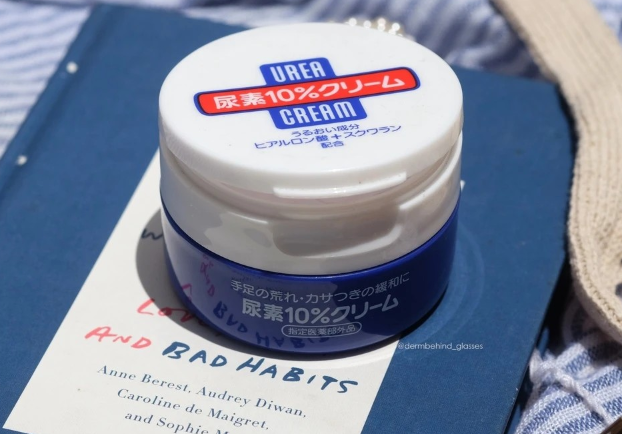 UREA
尿素10%クリーム
CREAM
うるおい成分
ヒアルロン酸+スクワラン
配合
手足の荒れ・カサつきの緩和に
尿素10%クリーム
指定医薬部外品
@dermbehind_glasses
AND BAD HABITS
Anne Berest, Audrey Diwan,
Caroline de Maigret,
and Sophie